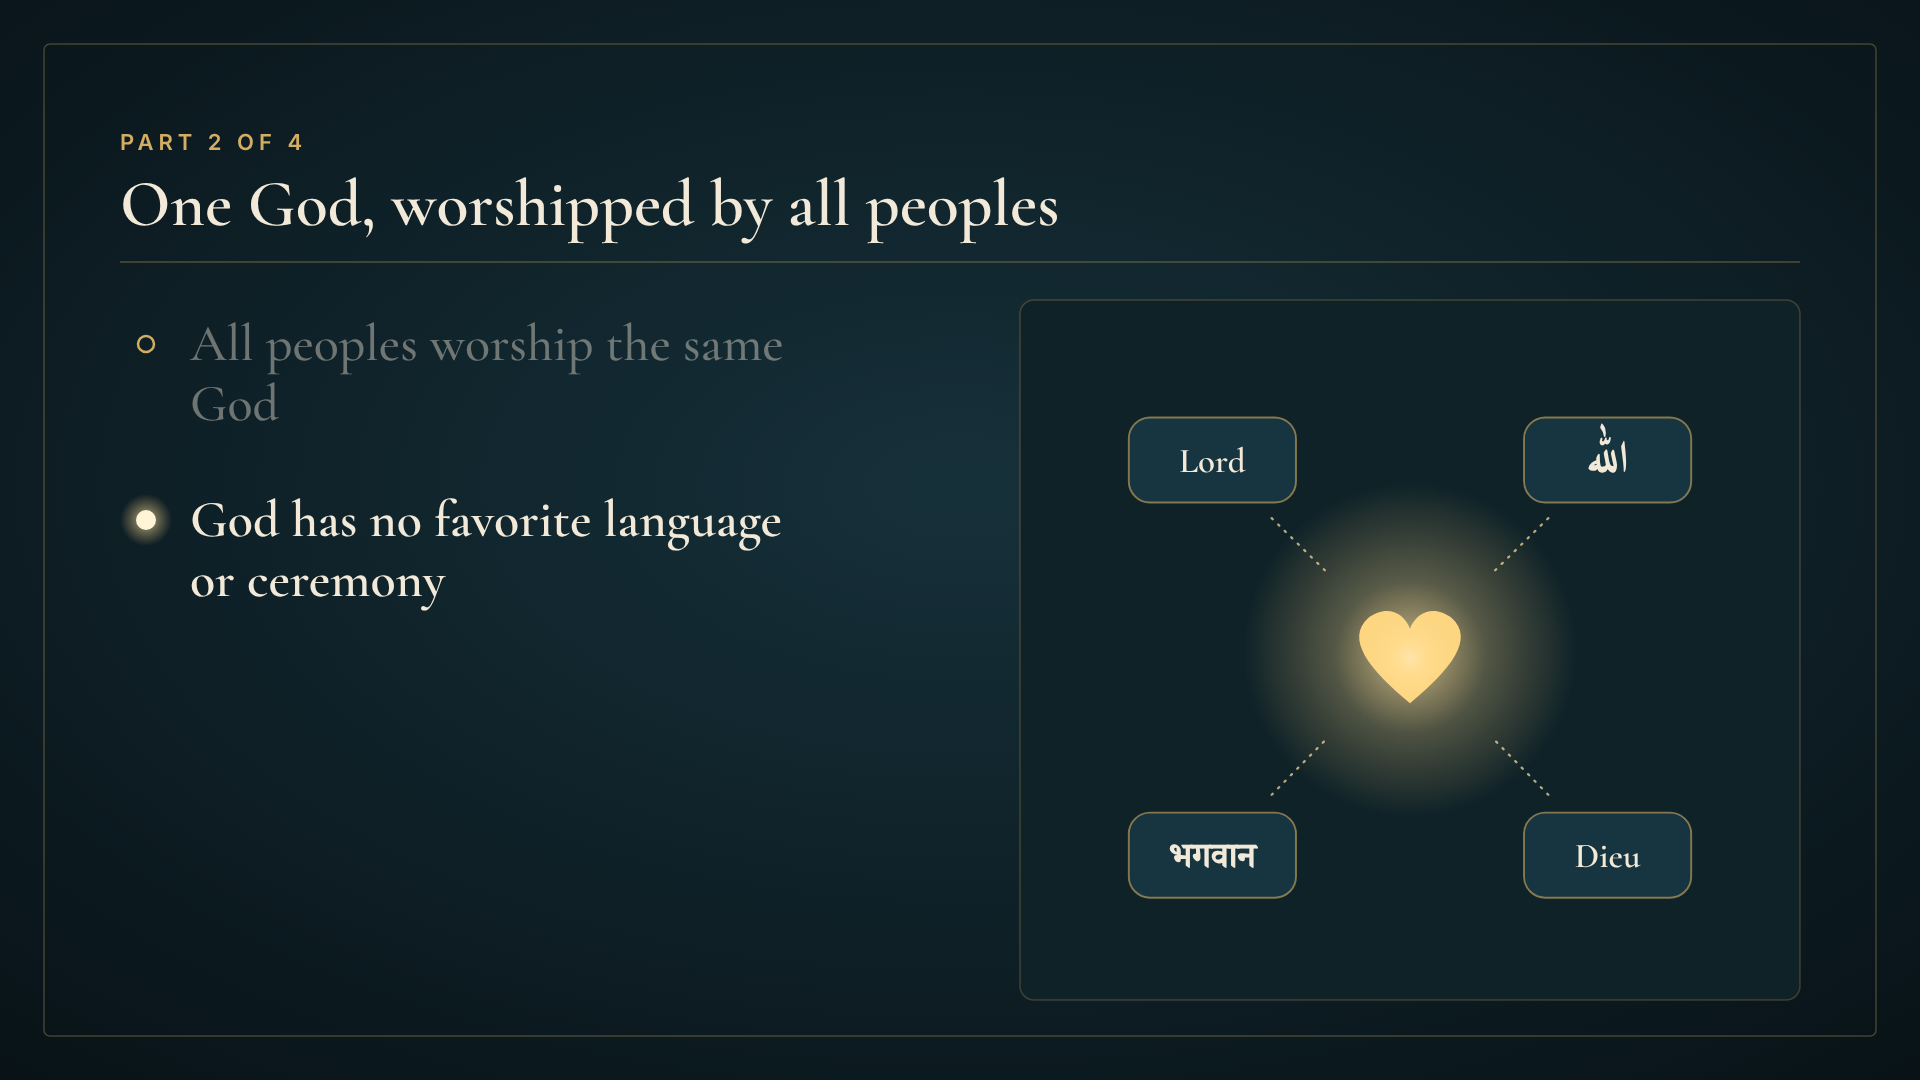 PART 2 OF 4
One God, worshipped by all peoples
All peoples worship the same
God
God has no favorite language
or ceremony
Lord
الله
भगवान
Dieu